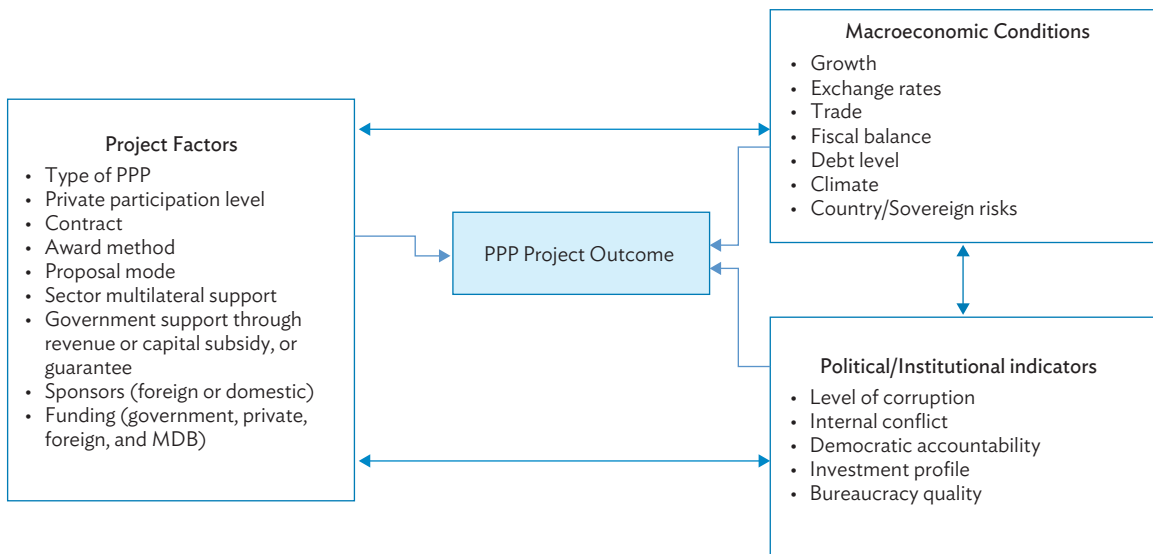 Project Factors
• Type of PPP
• Private participation level
• Contract
• Award method
• Proposal mode
• Sector multilateral support
• Government support through
revenue or capital subsidy, or
guarantee
• Sponsors (foreign or domestic)
• Funding (government, private,
foreign, and MDB)
PPP Project Outcome
Macroeconomic Conditions
• Growth
• Exchange rates
• Trade
• Fiscal balance
• Debt level
• Climate
• Country/Sovereign risks
Political/Institutional indicators
• Level of corruption
• Internal conflict
• Democratic accountability
• Investment profile
• Bureaucracy quality